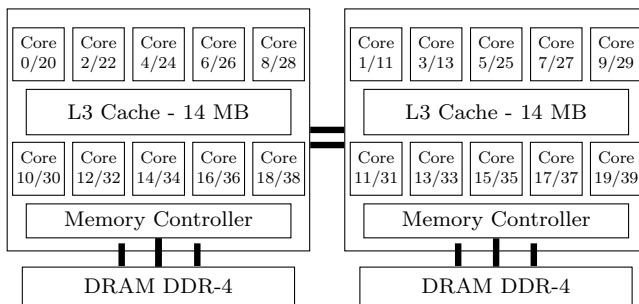 Core 0/20
Core 2/22
Core 4/24
Core 6/26
Core 8/28
L3 Cache - 14 MB
Core 10/30
Core 12/32
Core 14/34
Core 16/36
Core 18/38
Memory Controller
DRAM DDR-4
Core 1/11
Core 3/13
Core 5/25
Core 7/27
Core 9/29
L3 Cache - 14 MB
Core 11/31
Core 13/33
Core 15/35
Core 17/37
Core 19/39
Memory Controller
DRAM DDR-4